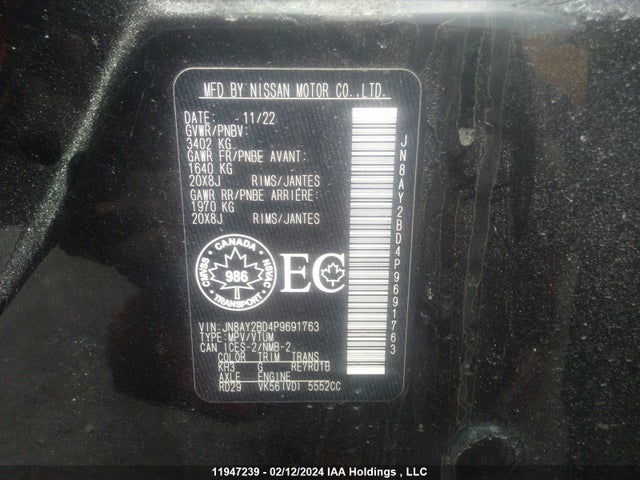 MFD BY NISSAN MOTOR CO.,LTD.
DATE: -11/22
GVWR/PNBV:
3402 KG
GAWR FR/PNBE AVANT:
1640 KG
20X8J RIMS/JANTES
GAWR RR/PNBE ARRIÈRE:
1970 KG
20X8J RIMS/JANTES
CANADA
CMVSS 986 NSVAC
TRANSPORT
EC
JN8AY2BD4P9691763
VIN:JN8AY2BD4P9691763
TYPE:MPV/VTUM
CAN ICES-2/NMB-2
COLOR TRIM TRANS
KH3 G RE7R01B
AXLE ENGINE
RD29 VK56(VD) 5552CC
11947239 - 02/12/2024 IAA Holdings , LLC